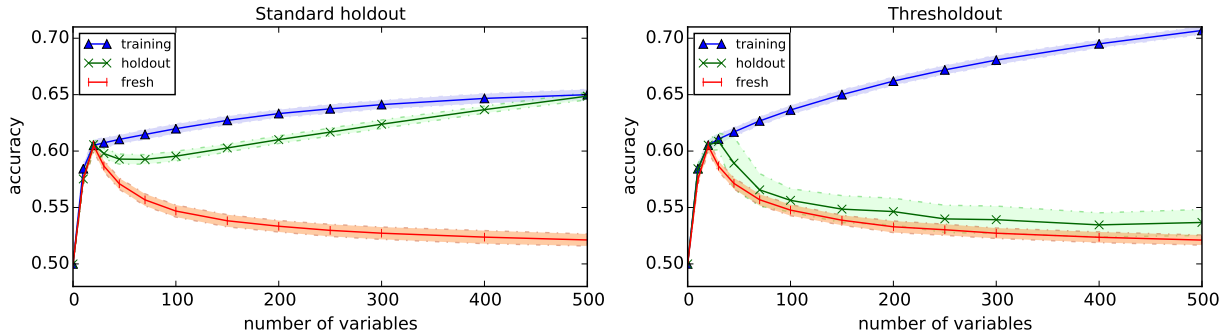 Standard holdout
0.70
0.65
0.60
0.55
0.50
accuracy
training
holdout
fresh
0 100 200 300 400 500
number of variables
Thresholdout
0.70
0.65
0.60
0.55
0.50
accuracy
training
holdout
fresh
0 100 200 300 400 500
number of variables